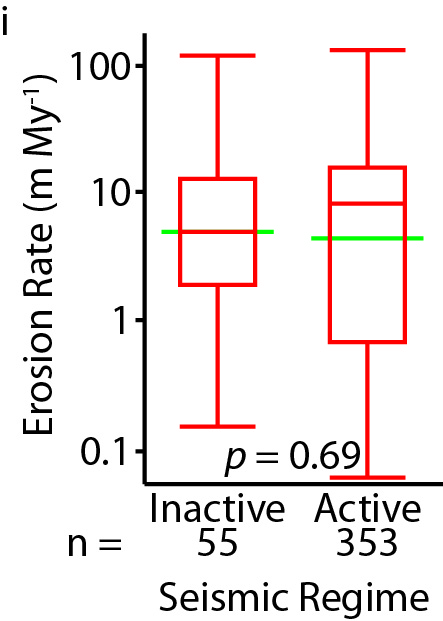 i
Erosion Rate (m My⁻¹)
100
10
1
0.1
p = 0.69
Inactive Active
n = 55 353
Seismic Regime